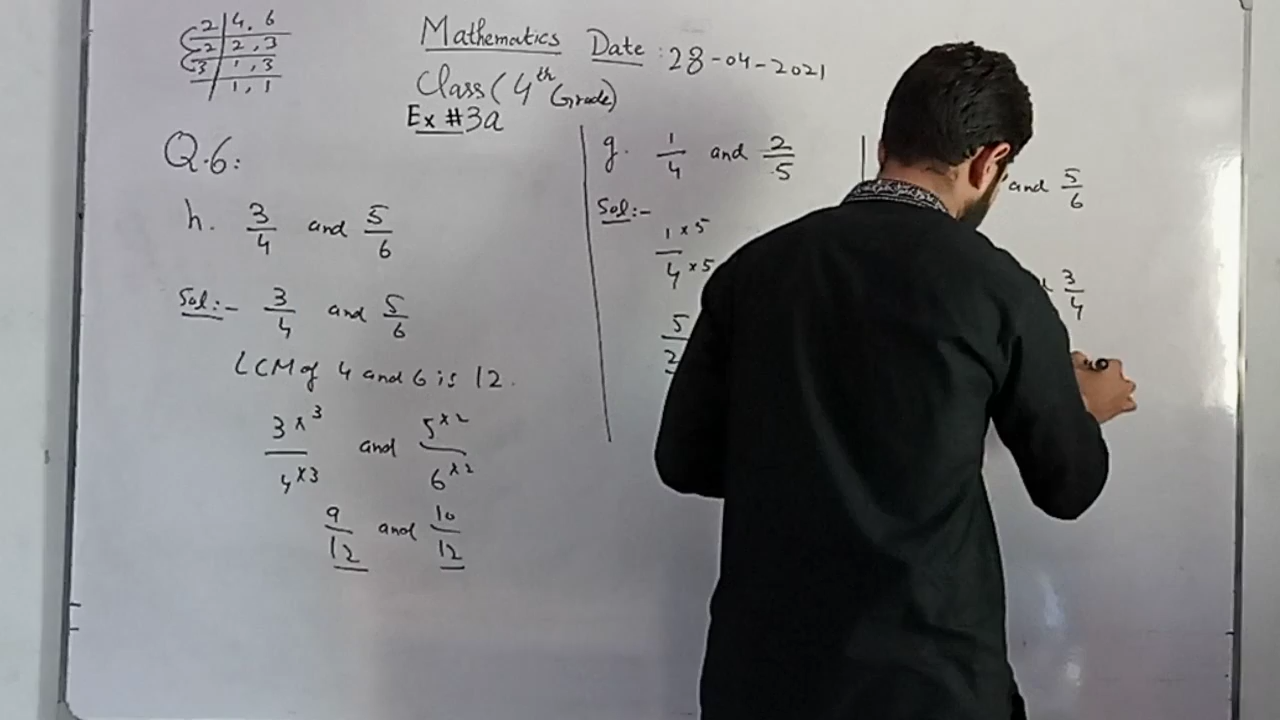 2 | 4, 6
2 | 2, 3
3 | 1, 3
1, 1
Mathematics Date: 28-04-2021
Class (4th Grade)
Ex #3a
Q.6:
h. 3/4 and 5/6
Sol:- 3/4 and 5/6
LCM of 4 and 6 is 12.
3×3/4×3 and 5×2/6×2
9/12 and 10/12
g. 1/4 and 2/5
Sol:-
1×5/4×5
5
and 5/6
3/4